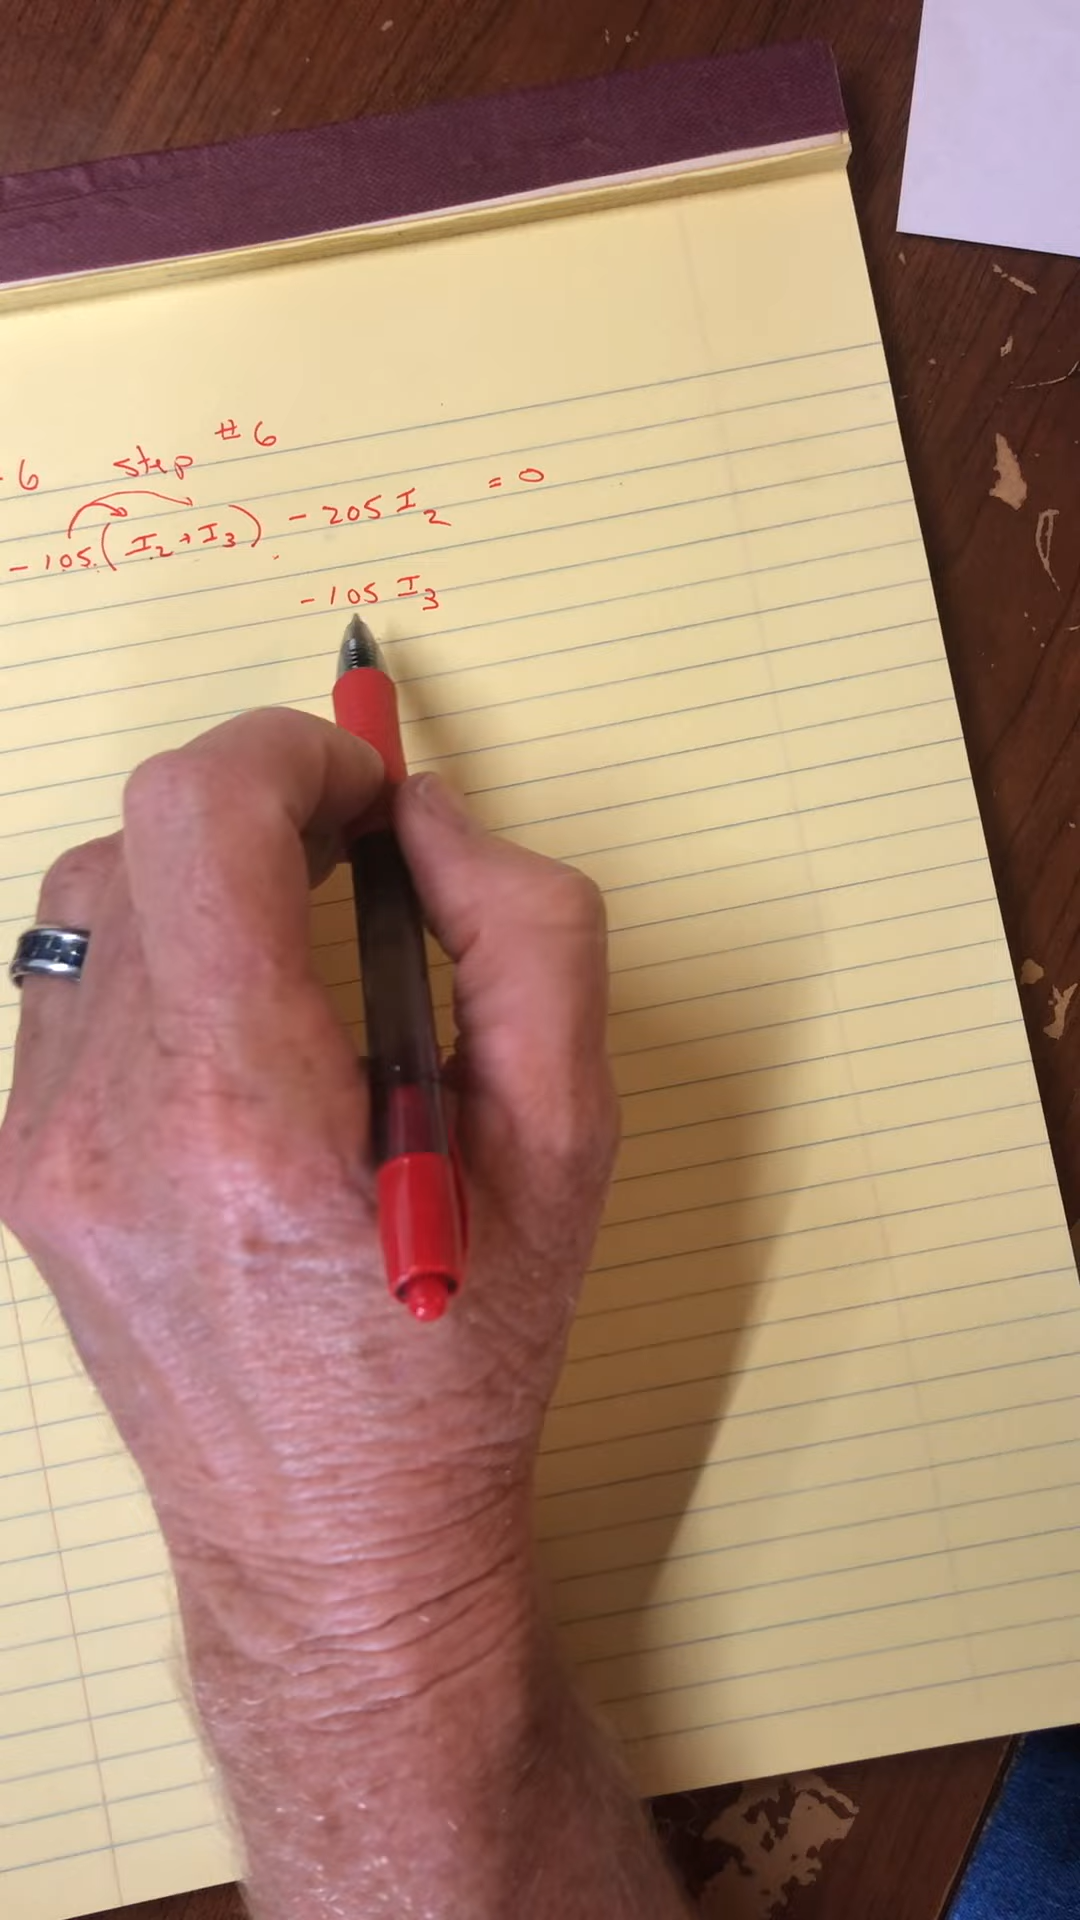 - 6 step #6
- 105 ( I₂ + I₃ ) - 205 I₂ = 0
- 105 I₃